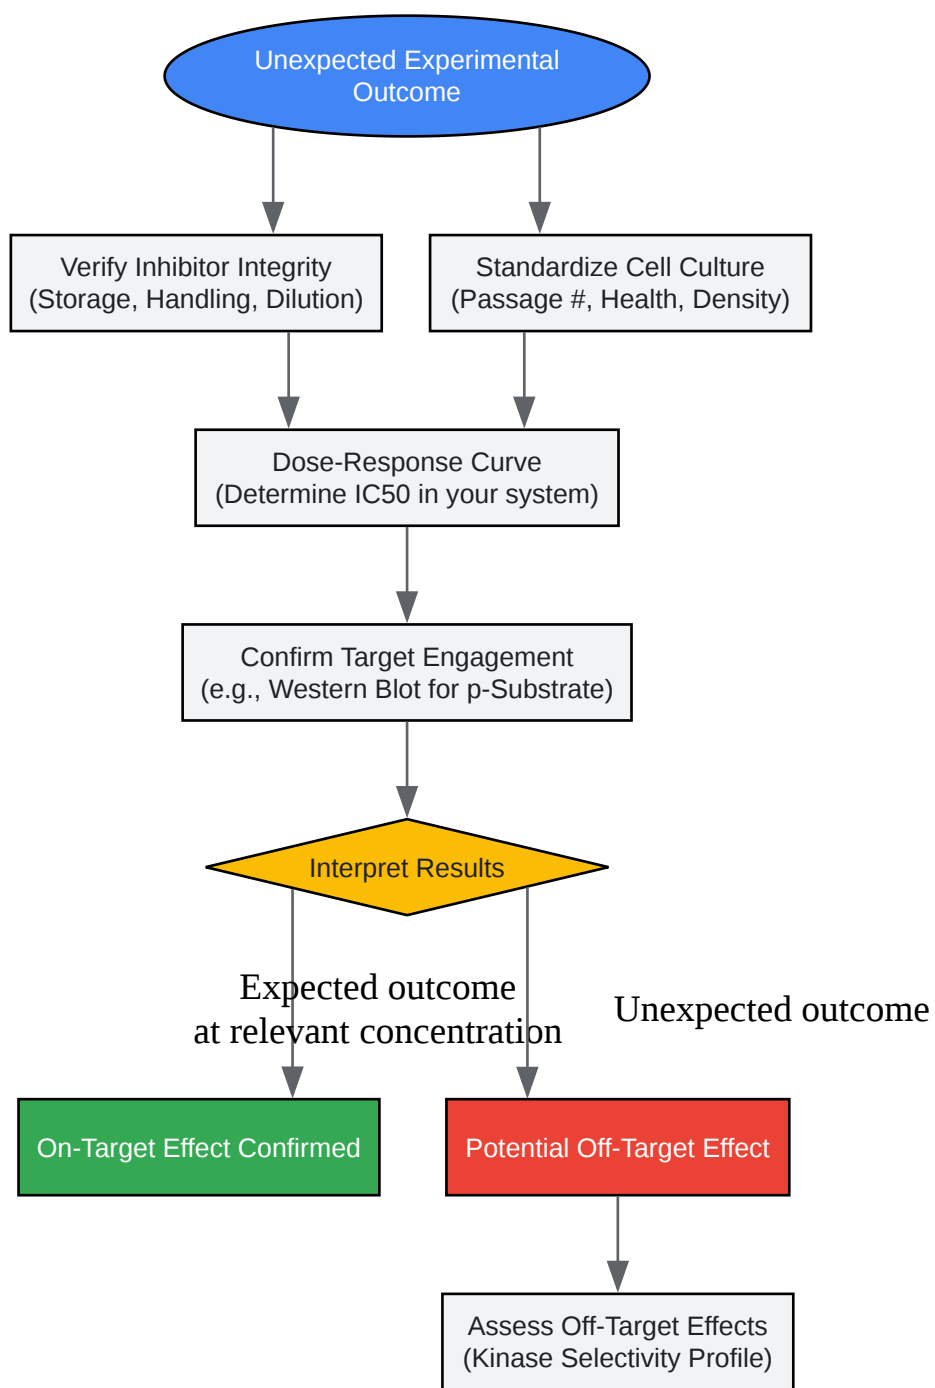 Unexpected Experimental
Outcome
Verify Inhibitor Integrity
(Storage, Handling, Dilution)
Standardize Cell Culture
(Passage #, Health, Density)
Dose-Response Curve
(Determine IC50 in your system)
Confirm Target Engagement
(e.g., Western Blot for p-Substrate)
Interpret Results
Expected outcome
at relevant concentration
Unexpected outcome
On-Target Effect Confirmed
Potential Off-Target Effect
Assess Off-Target Effects
(Kinase Selectivity Profile)